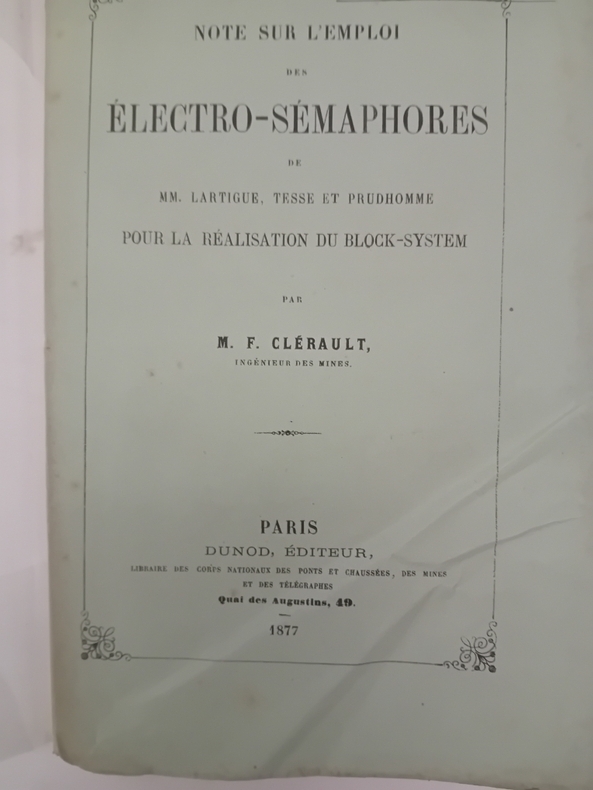 NOTE SUR L'EMPLOI
DES
ÉLECTRO-SÉMAPHORES
DE
MM. LARTIGUE, TESSE ET PRUDHOMME
POUR LA RÉALISATION DU BLOCK-SYSTEM
PAR
M. F. CLÉRAULT,
INGÉNIEUR DES MINES.
PARIS
DUNOD, ÉDITEUR,
LIBRAIRE DES CORPS NATIONAUX DES PONTS ET CHAUSSÉES, DES MINES
ET DES TÉLÉGRAPHES
Quai des Augustins, 49.
1877